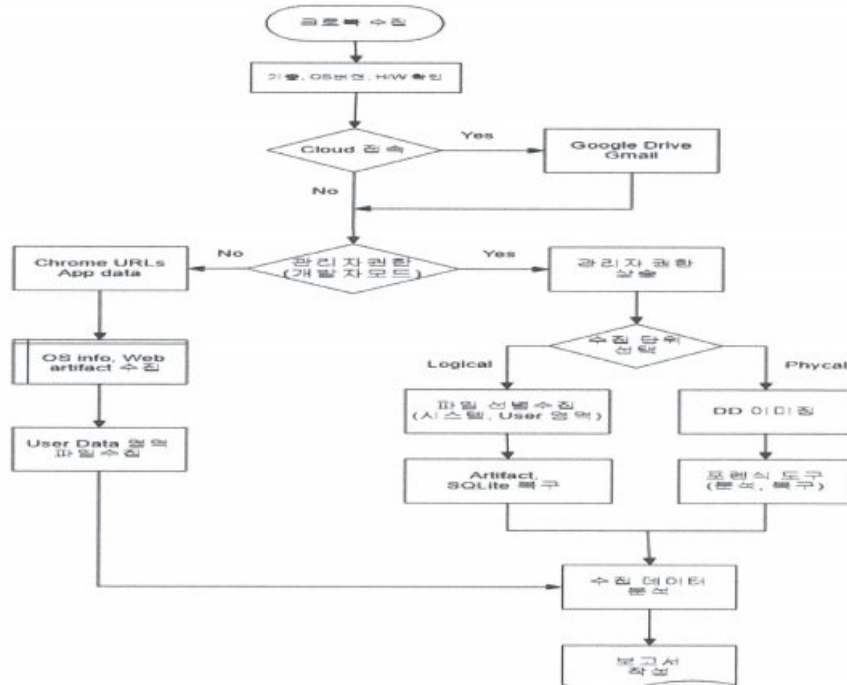 크롬북 수집
기종, OS버전, H/W 확인
Cloud 접속
Yes
Google Drive
Gmail
No
관리자권한
(개발자모드)
No
Yes
Chrome URLs
App data
관리자 권한
상승
OS info, Web
artifact 수집
수집 단위
선택
Logical
Phycal
User Data 영역
파일수집
파일 선별수집
(시스템, User 영역)
DD 이미징
Artifact,
SQLite 복구
포렌식 도구
(분석, 복구)
수집 데이터
분석
보고서
작성